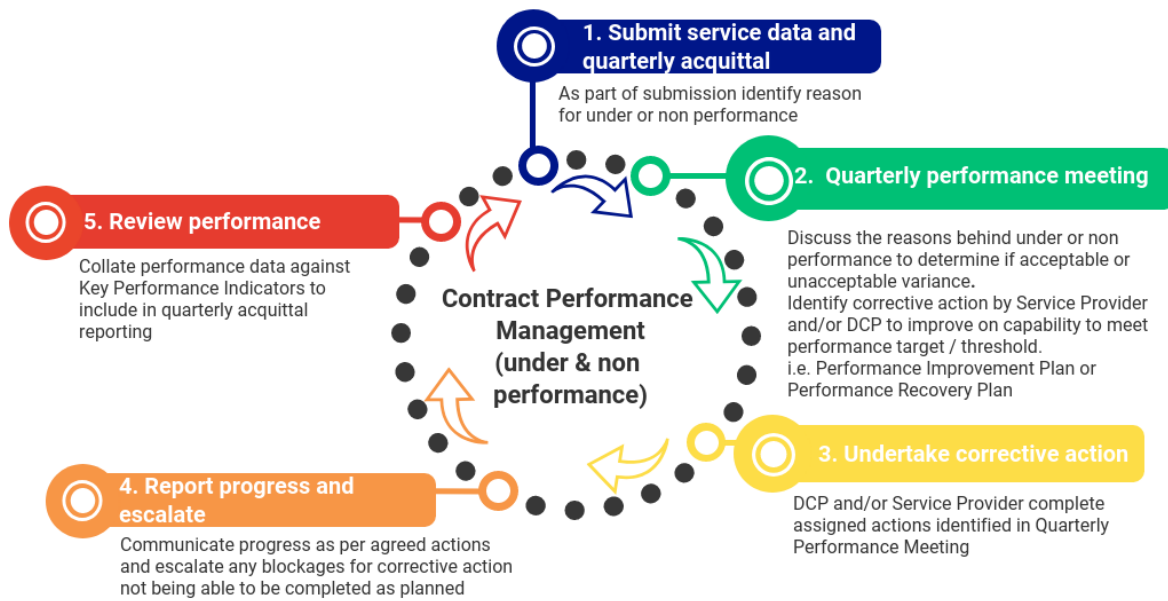 1. Submit service data and
quarterly acquittal
As part of submission identify reason
for under or non performance
2. Quarterly performance meeting
Discuss the reasons behind under or non
performance to determine if acceptable or
unacceptable variance.
Identify corrective action by Service Provider
and/or DCP to improve on capability to meet
performance target / threshold.
i.e. Performance Improvement Plan or
Performance Recovery Plan
3. Undertake corrective action
DCP and/or Service Provider complete
assigned actions identified in Quarterly
Performance Meeting
4. Report progress and
escalate
Communicate progress as per agreed actions
and escalate any blockages for corrective action
not being able to be completed as planned
5. Review performance
Collate performance data against
Key Performance Indicators to
include in quarterly acquittal
reporting
Contract Performance
Management
(under & non
performance)